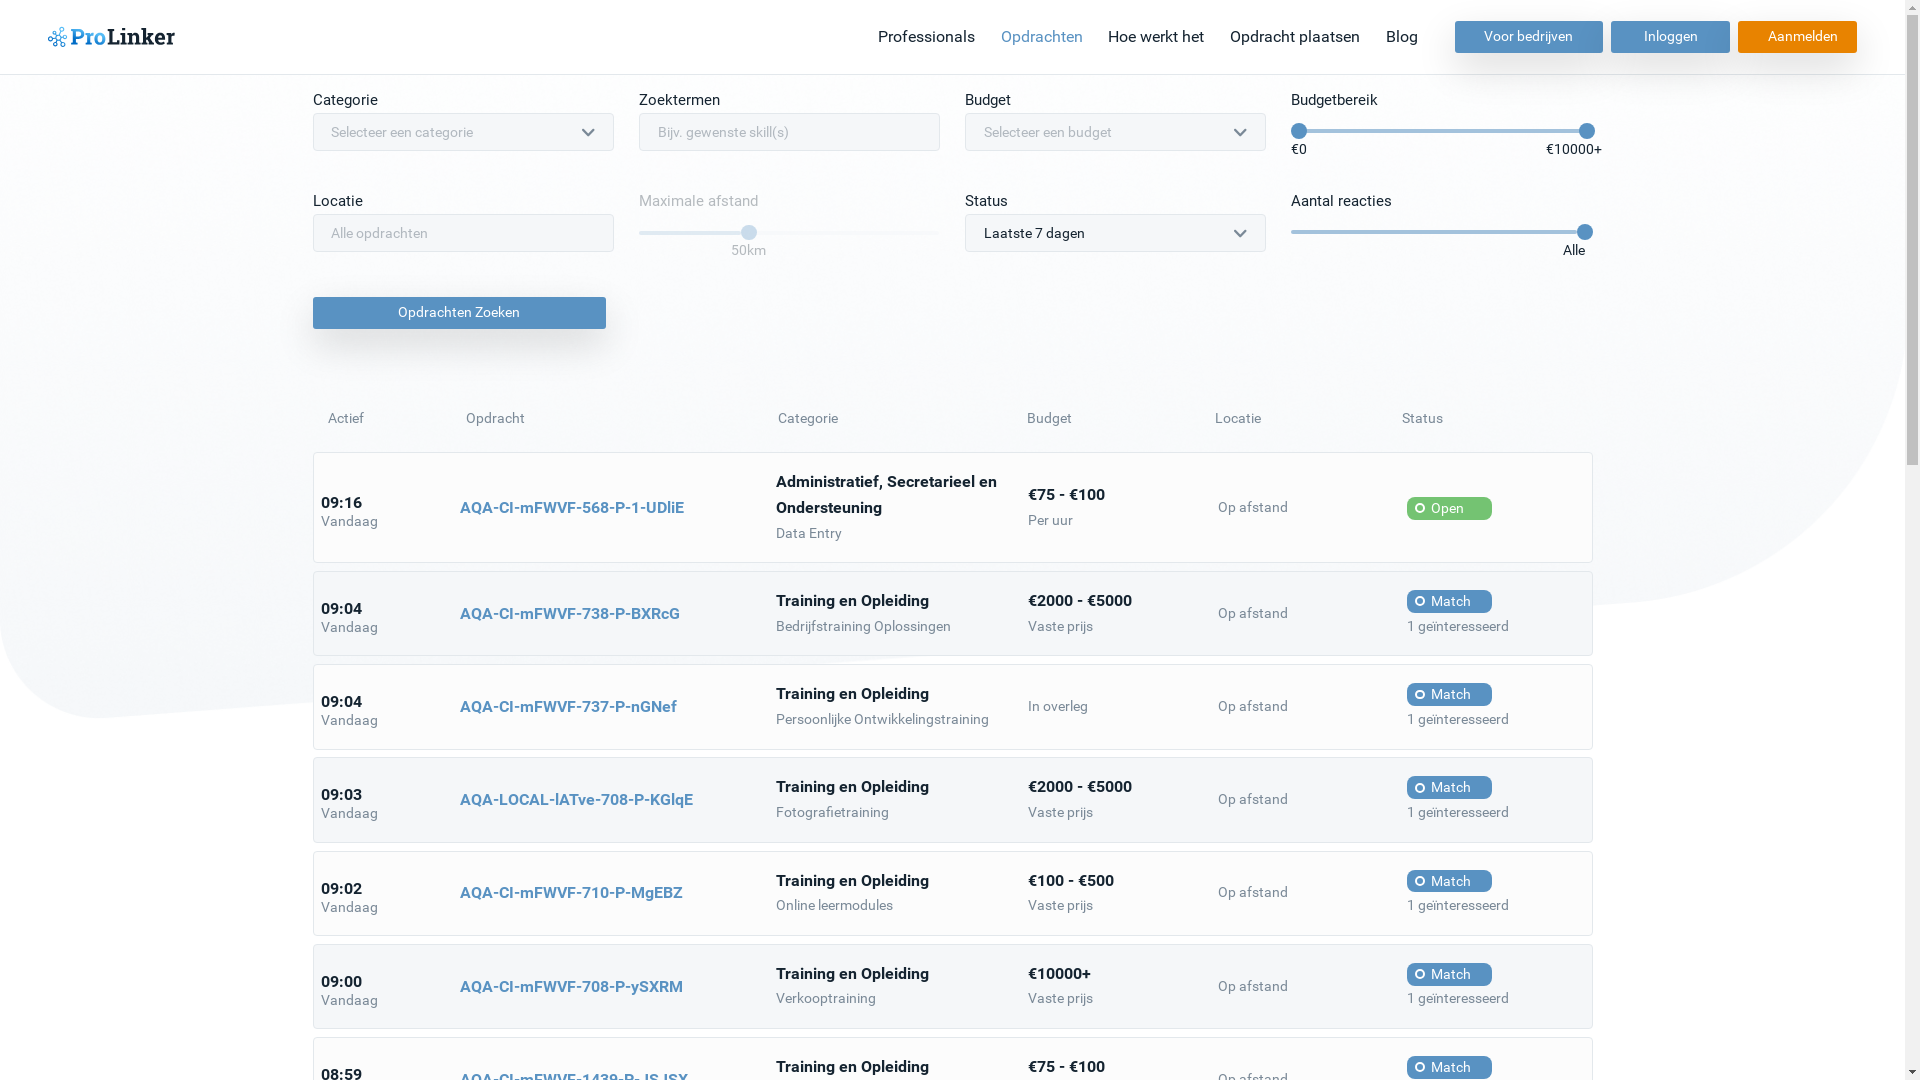 ProLinker
Professionals Opdrachten Hoe werkt het Opdracht plaatsen Blog Voor bedrijven Inloggen Aanmelden
Categorie Zoektermen Budget Budgetbereik
Selecteer een categorie Bijv. gewenste skill(s) Selecteer een budget
€0 €10000+
Locatie Maximale afstand Status Aantal reacties
Alle opdrachten Laatste 7 dagen
50km Alle
Opdrachten Zoeken
Actief Opdracht Categorie Budget Locatie Status
09:16
Vandaag
AQA-CI-mFWVF-568-P-1-UDliE
Administratief, Secretarieel en
Ondersteuning
Data Entry
€75 - €100
Per uur
Op afstand
Open
09:04
Vandaag
AQA-CI-mFWVF-738-P-BXRcG
Training en Opleiding
Bedrijfstraining Oplossingen
€2000 - €5000
Vaste prijs
Op afstand
Match
1 geïnteresseerd
09:04
Vandaag
AQA-CI-mFWVF-737-P-nGNef
Training en Opleiding
Persoonlijke Ontwikkelingstraining
In overleg
Op afstand
Match
1 geïnteresseerd
09:03
Vandaag
AQA-LOCAL-lATve-708-P-KGlqE
Training en Opleiding
Fotografietraining
€2000 - €5000
Vaste prijs
Op afstand
Match
1 geïnteresseerd
09:02
Vandaag
AQA-CI-mFWVF-710-P-MgEBZ
Training en Opleiding
Online leermodules
€100 - €500
Vaste prijs
Op afstand
Match
1 geïnteresseerd
09:00
Vandaag
AQA-CI-mFWVF-708-P-ySXRM
Training en Opleiding
Verkooptraining
€10000+
Vaste prijs
Op afstand
Match
1 geïnteresseerd
08:59
Training en Opleiding
€75 - €100
Op afstand
Match